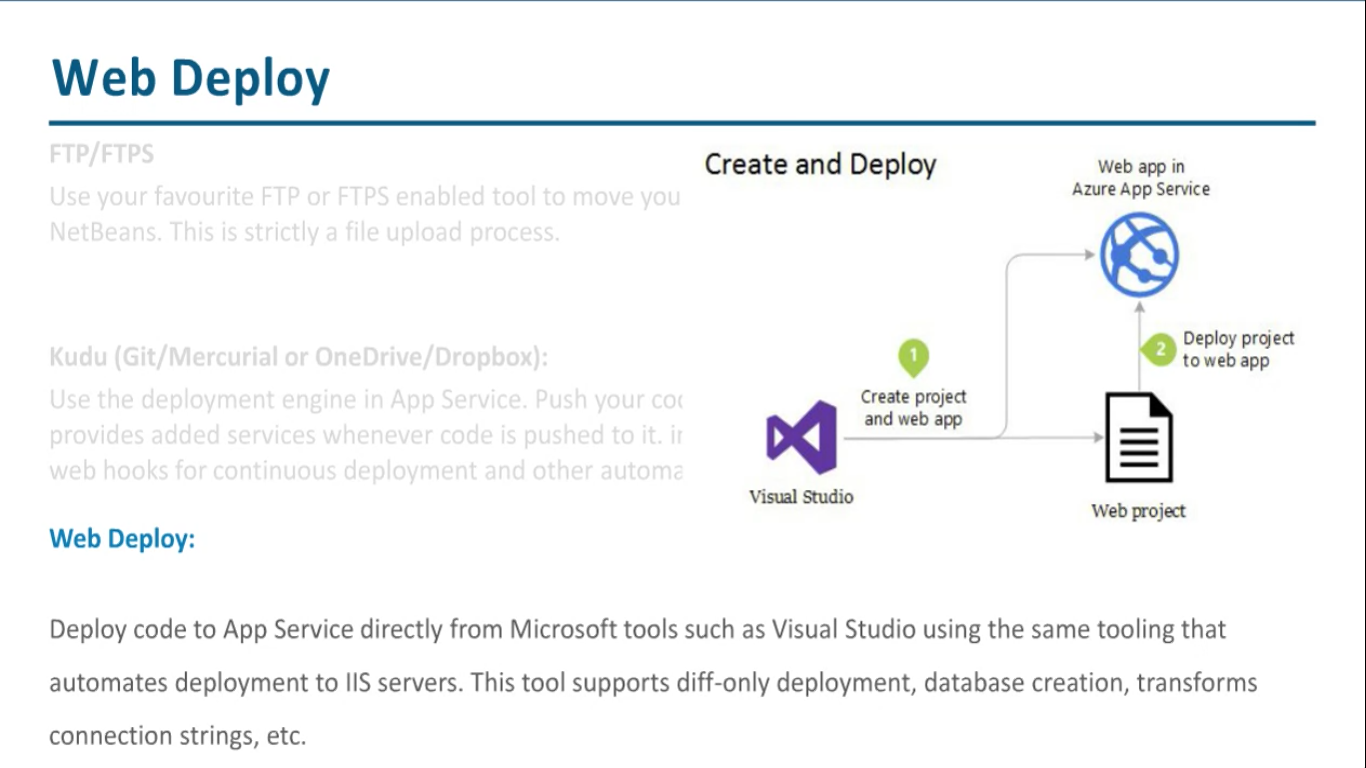 Web Deploy
FTP/FTPS
Use your favourite FTP or FTPS enabled tool to move you
NetBeans. This is strictly a file upload process.
Kudu (Git/Mercurial or OneDrive/Dropbox):
Use the deployment engine in App Service. Push your
provides added services whenever code is pushed to it.
web hooks for continuous deployment and other automa
Create and Deploy
Web app in
Azure App Service
1
Create project
and web app
2
Deploy project
to web app
Visual Studio
Web project
Web Deploy:
Deploy code to App Service directly from Microsoft tools such as Visual Studio using the same tooling that
automates deployment to IIS servers. This tool supports diff-only deployment, database creation, transforms
connection strings, etc.